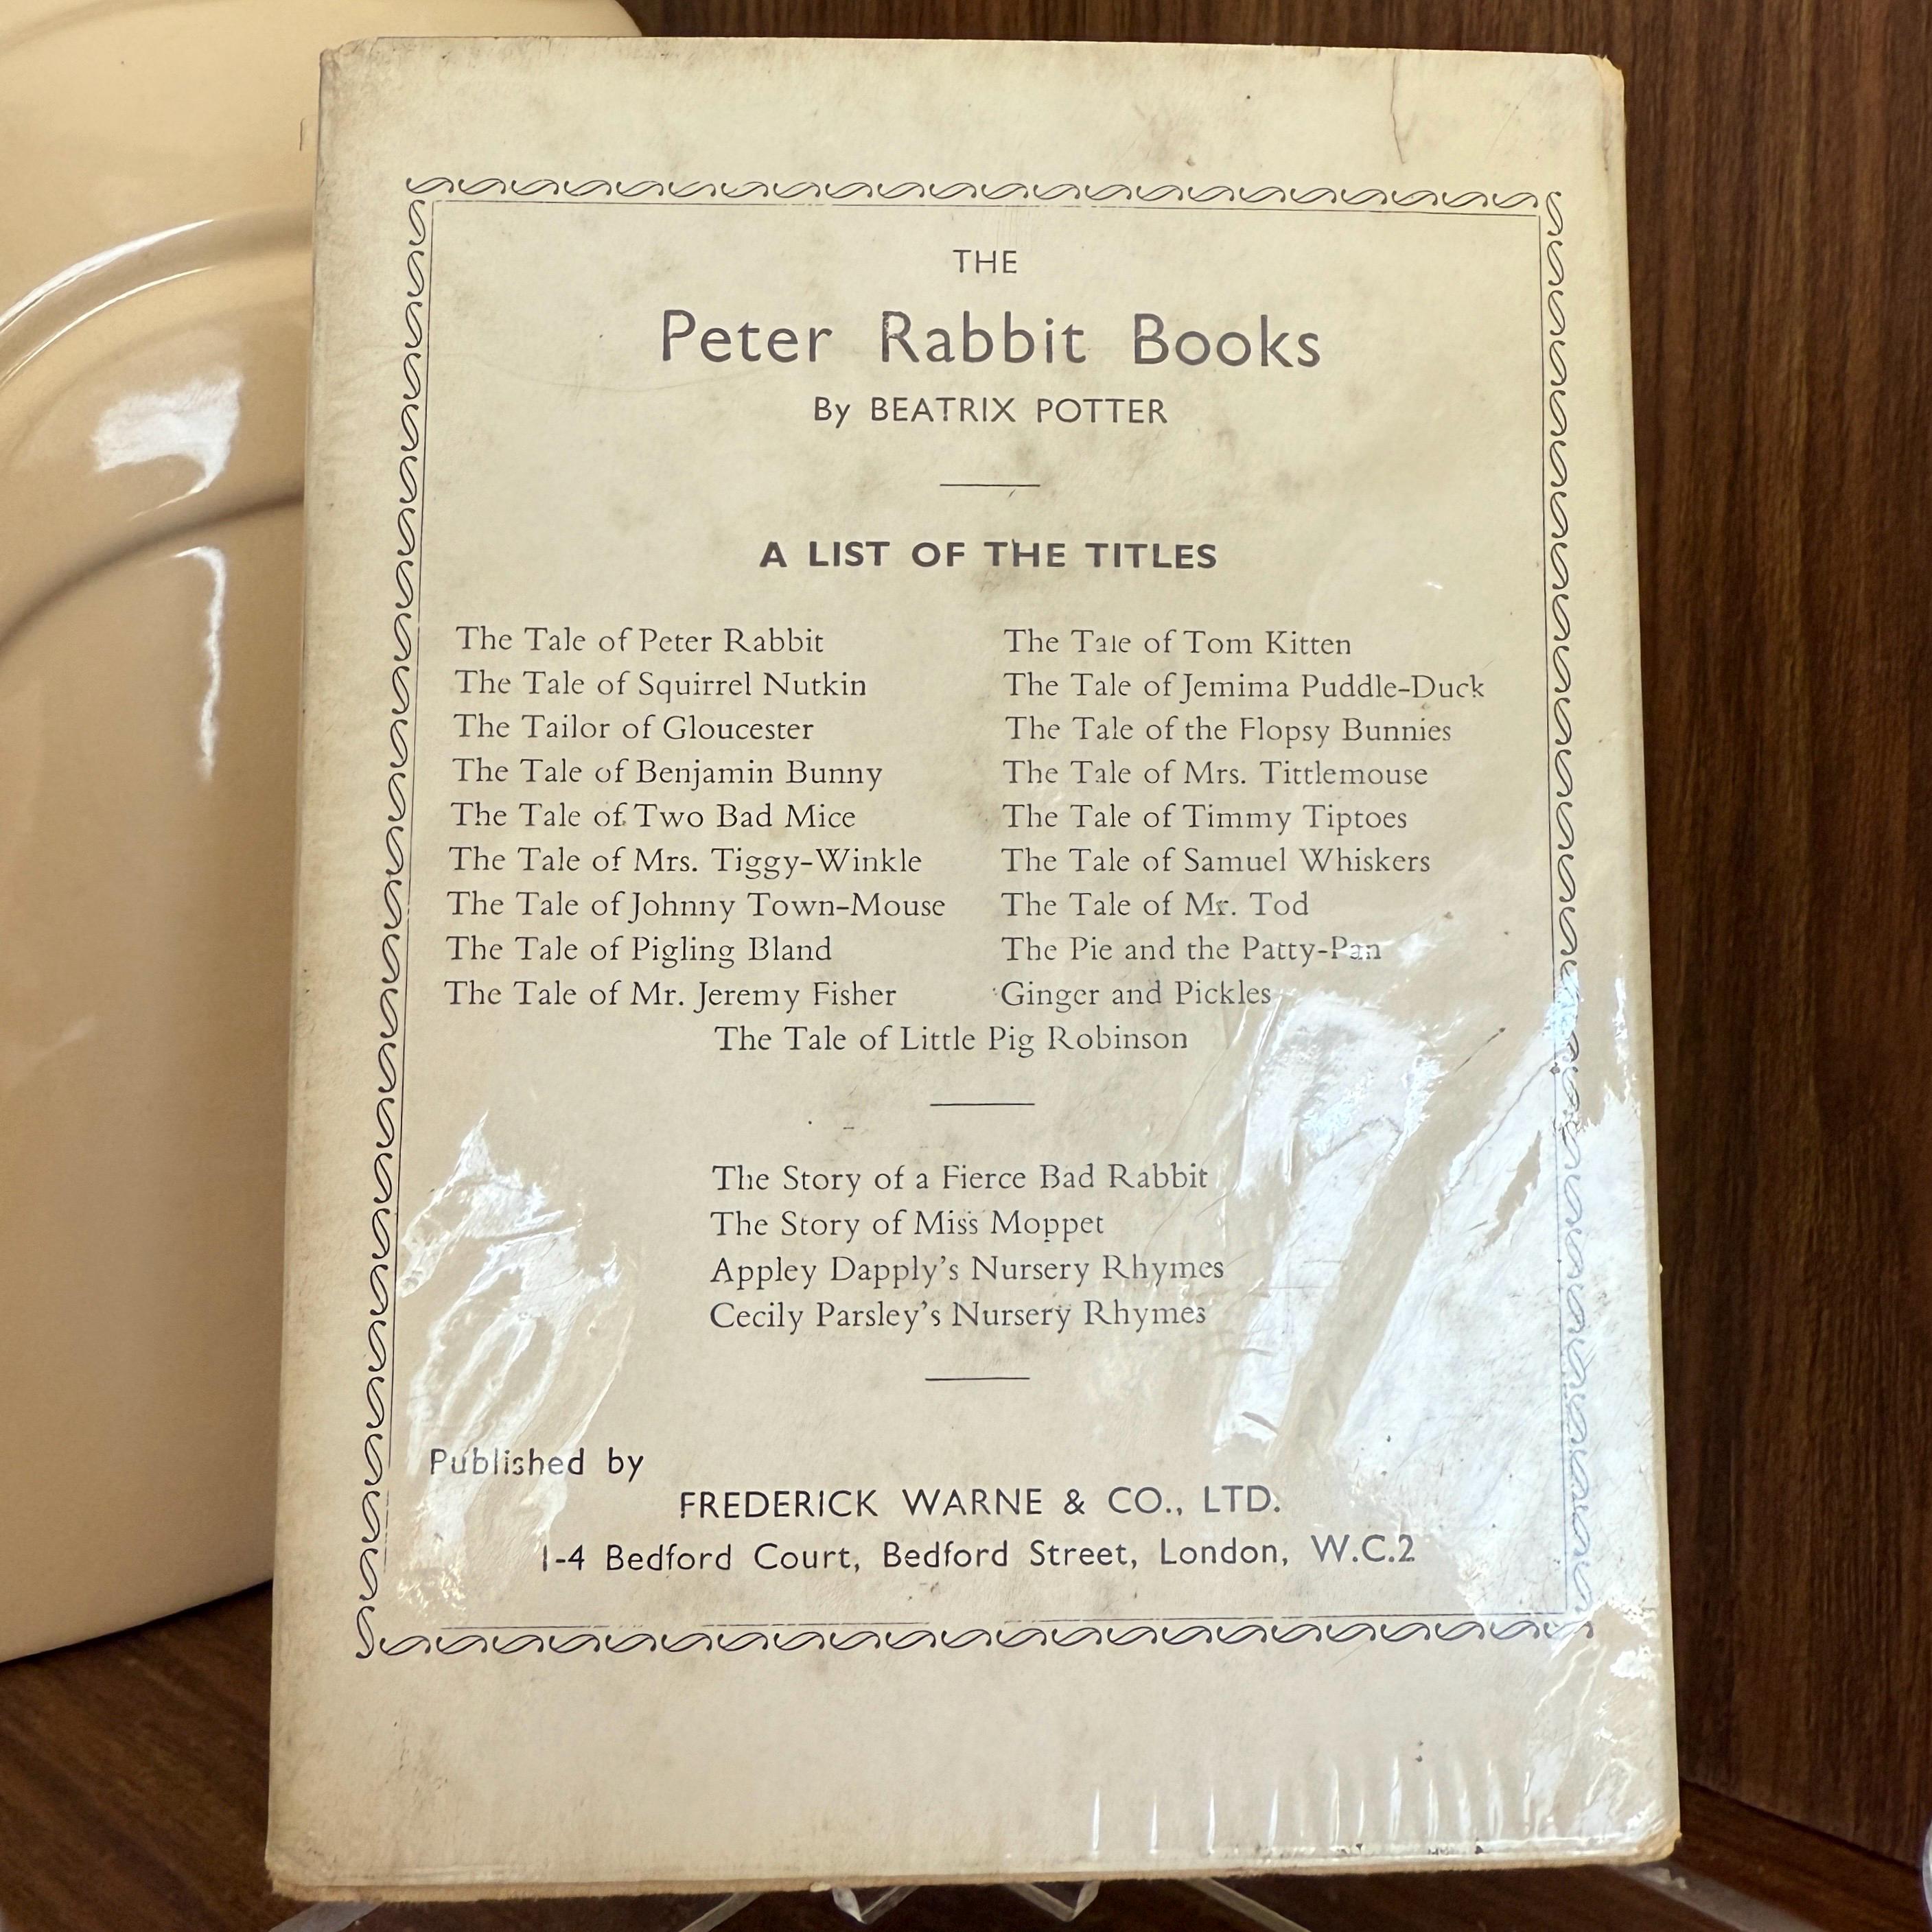 THE
Peter Rabbit Books
By BEATRIX POTTER
A LIST OF THE TITLES
The Tale of Peter Rabbit
The Tale of Squirrel Nutkin
The Tailor of Gloucester
The Tale of Benjamin Bunny
The Tale of Two Bad Mice
The Tale of Mrs. Tiggy-Winkle
The Tale of Johnny Town-Mouse
The Tale of Pigling Bland
The Tale of Mr. Jeremy Fisher
The Tale of Tom Kitten
The Tale of Jemima Puddle-Duck
The Tale of the Flopsy Bunnies
The Tale of Mrs. Tittlemouse
The Tale of Timmy Tiptoes
The Tale of Samuel Whiskers
The Tale of Mr. Tod
The Pie and the Patty-Pan
Ginger and Pickles
The Tale of Little Pig Robinson
The Story of a Fierce Bad Rabbit
The Story of Miss Moppet
Appley Dapply's Nursery Rhymes
Cecily Parsley's Nursery Rhymes
Published by
FREDERICK WARNE & CO., LTD.
1-4 Bedford Court, Bedford Street, London, W.C.2